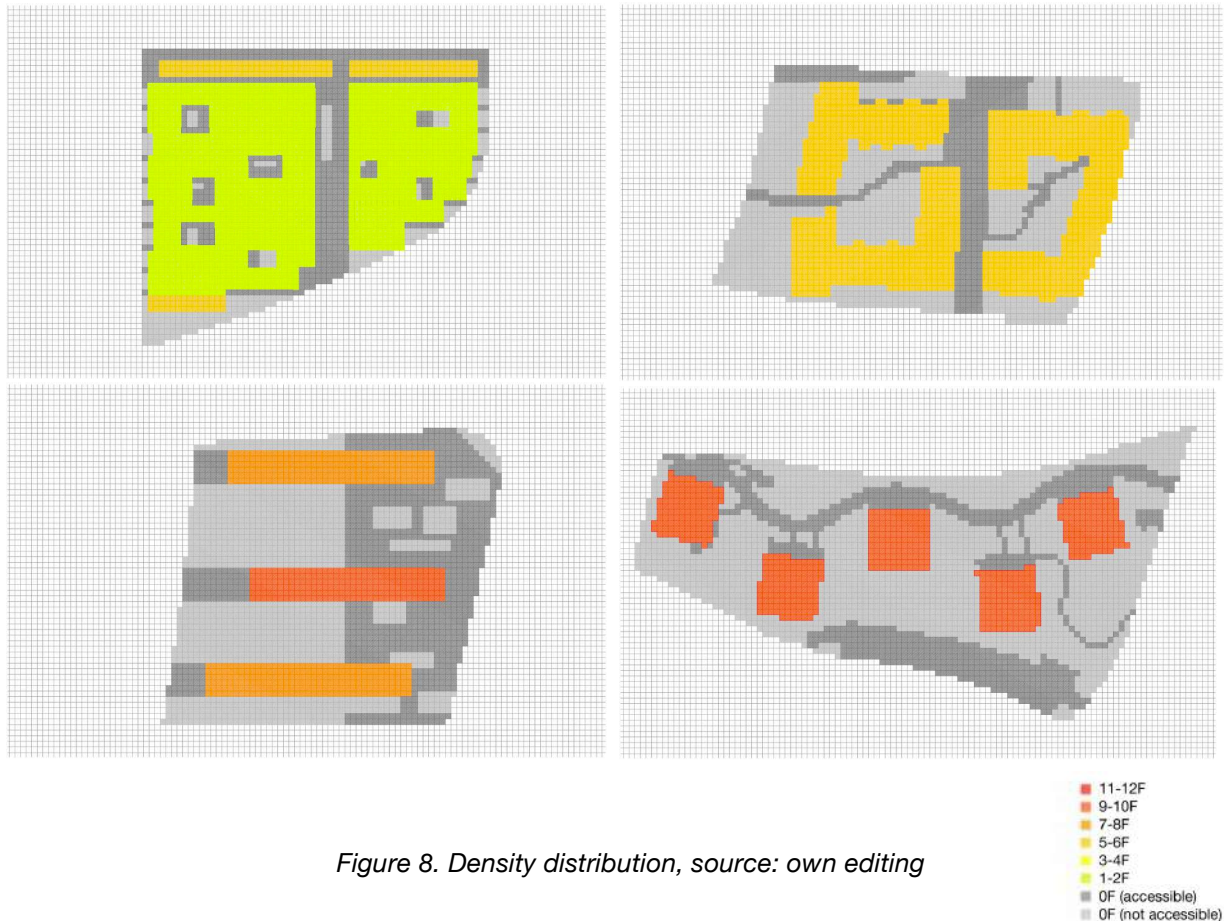 11-12F
9-10F
7-8F
5-6F
3-4F
1-2F
0F (accessible)
0F (not accessible)
Figure 8. Density distribution, source: own editing